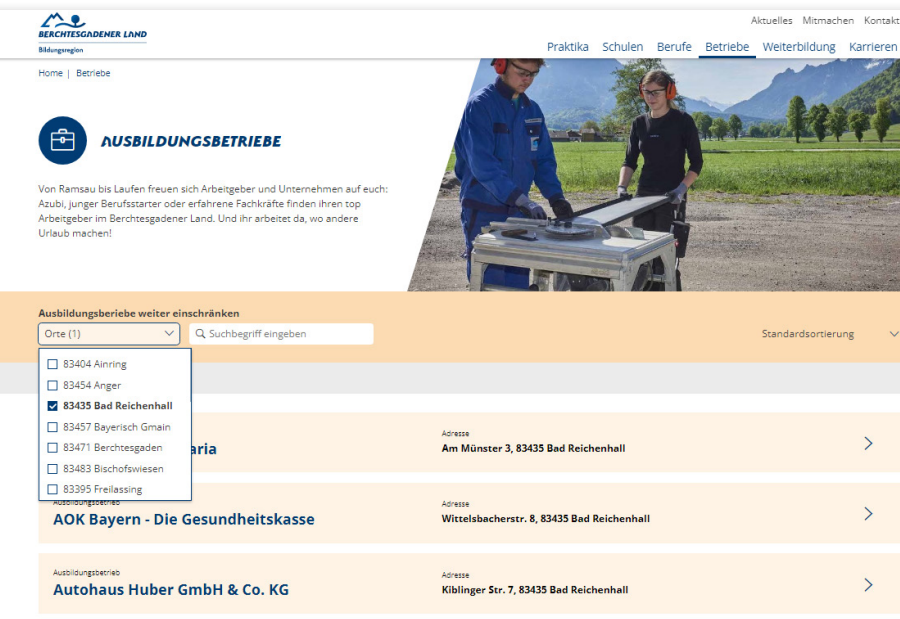 BERCHTESGADENER LAND
Bildungsregion
Aktuelles Mitmachen Kontakt
Praktika Schulen Berufe Betriebe Weiterbildung Karrieren
Home | Betriebe
AUSBILDUNGSBETRIEBE
Von Ramsau bis Laufen freuen sich Arbeitgeber und Unternehmen auf euch:
Azubi, junger Berufsstarter oder erfahrene Fachkräfte finden ihren top
Arbeitgeber im Berchtesgadener Land. Und ihr arbeitet da, wo andere
Urlaub machen!
Ausbildungsberiebe weiter einschränken
Orte (1)
Suchbegriff eingeben
Standardsortierung
83404 Ainring
83454 Anger
83435 Bad Reichenhall
83457 Bayerisch Gmain
83471 Berchtesgaden
83483 Bischofswiesen
83395 Freilassing
aria
Adresse
Am Münster 3, 83435 Bad Reichenhall
Ausbildungsbetrieb
AOK Bayern - Die Gesundheitskasse
Adresse
Wittelsbacherstr. 8, 83435 Bad Reichenhall
Ausbildungsbetrieb
Autohaus Huber GmbH & Co. KG
Adresse
Kiblinger Str. 7, 83435 Bad Reichenhall